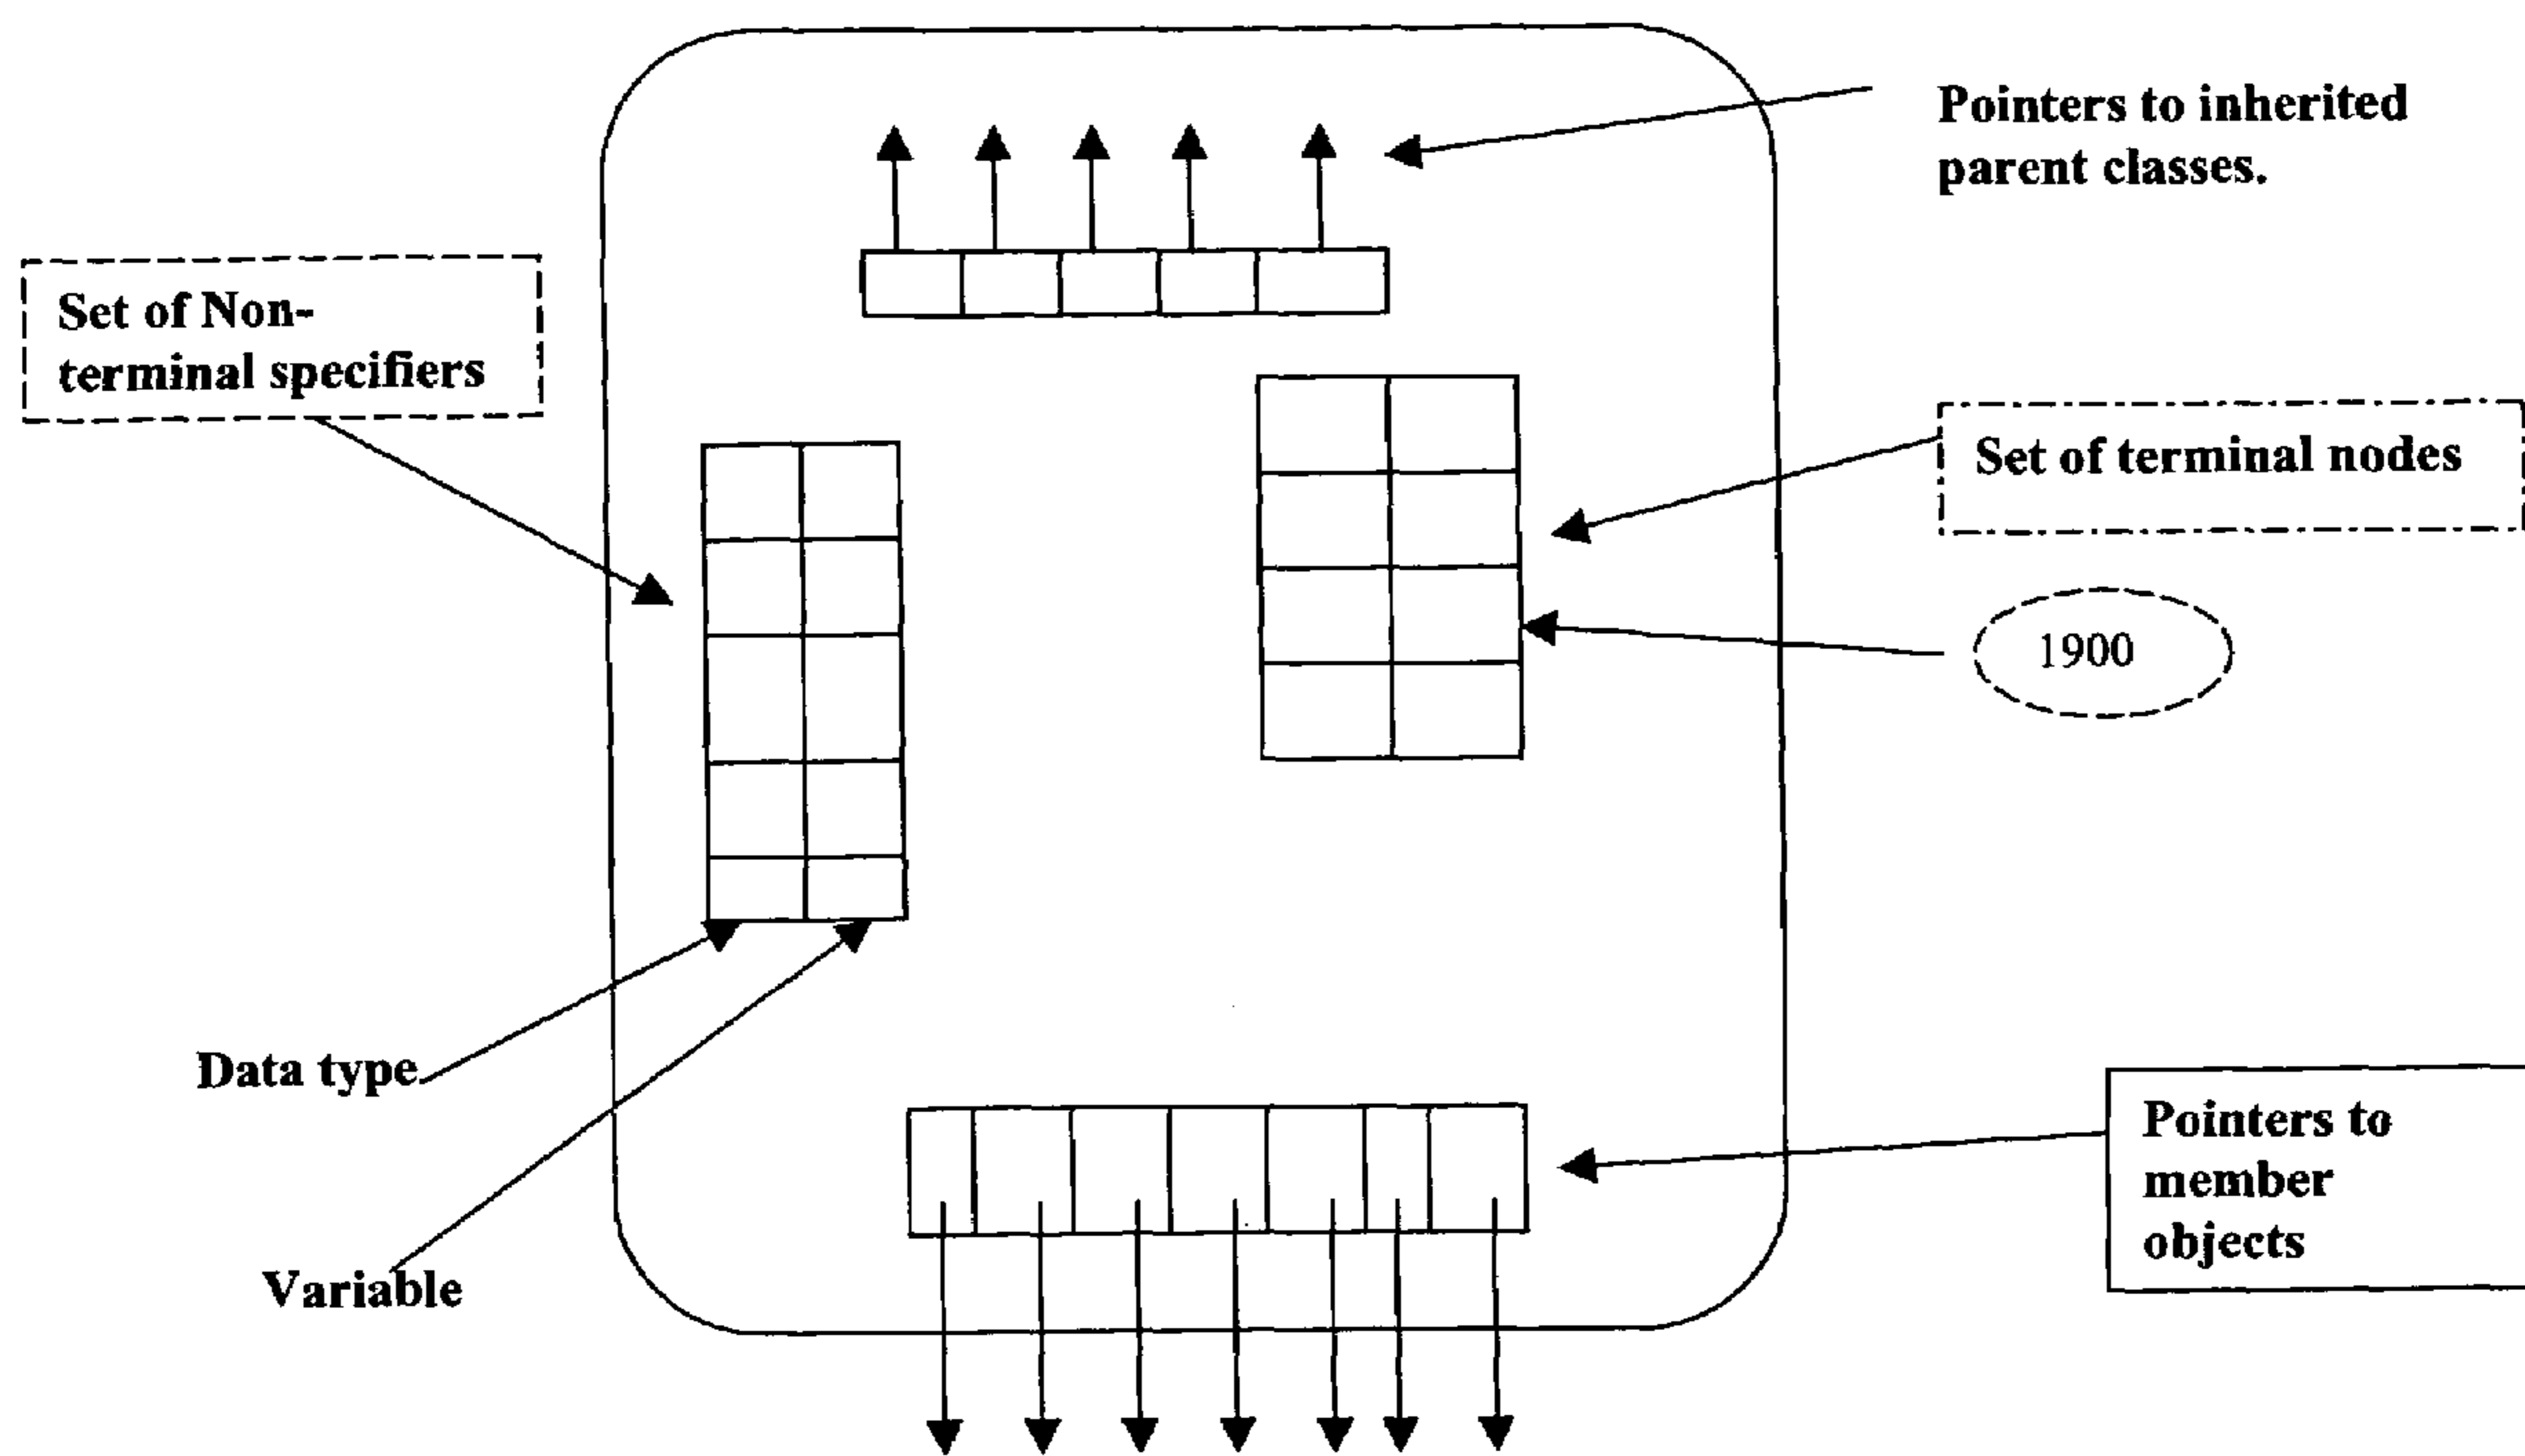 Pointers to inherited
parent classes.
Set of Non-
terminal specifiers
Set of terminal nodes
1900
Data type
Variable
Pointers to
member
objects